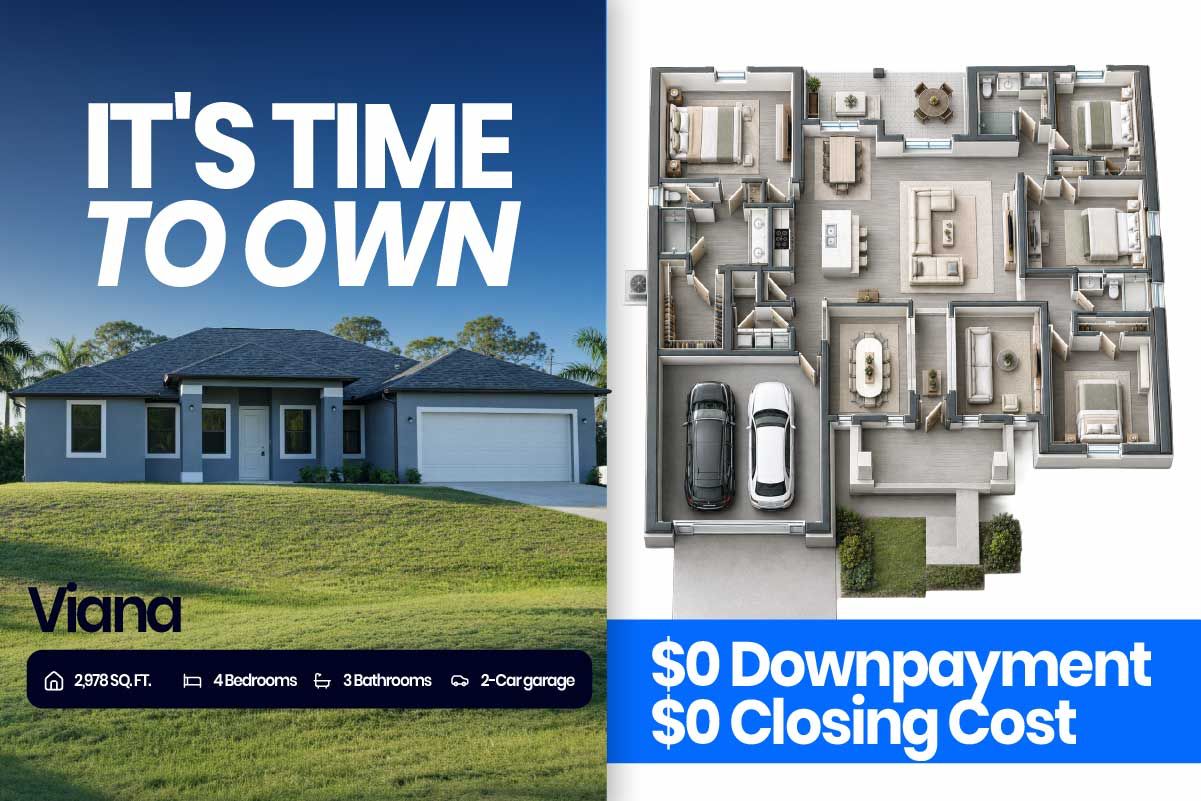 IT'S TIME
TO OWN
Viana
2,978 SQ. FT.
4 Bedrooms
3 Bathrooms
2-Car garage
$0 Downpayment
$0 Closing Cost